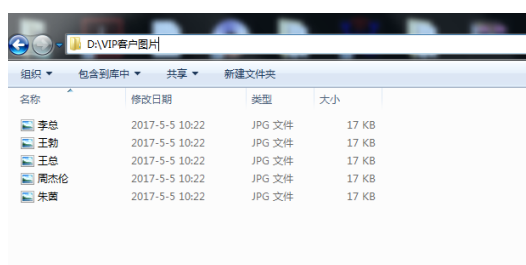 D:\VIP客户图片
组织 包含到库中 共享 新建文件夹
名称 修改日期 类型 大小
李总 2017-5-5 10:22 JPG 文件 17 KB
王勃 2017-5-5 10:22 JPG 文件 17 KB
王总 2017-5-5 10:22 JPG 文件 17 KB
周杰伦 2017-5-5 10:22 JPG 文件 17 KB
朱茵 2017-5-5 10:22 JPG 文件 17 KB